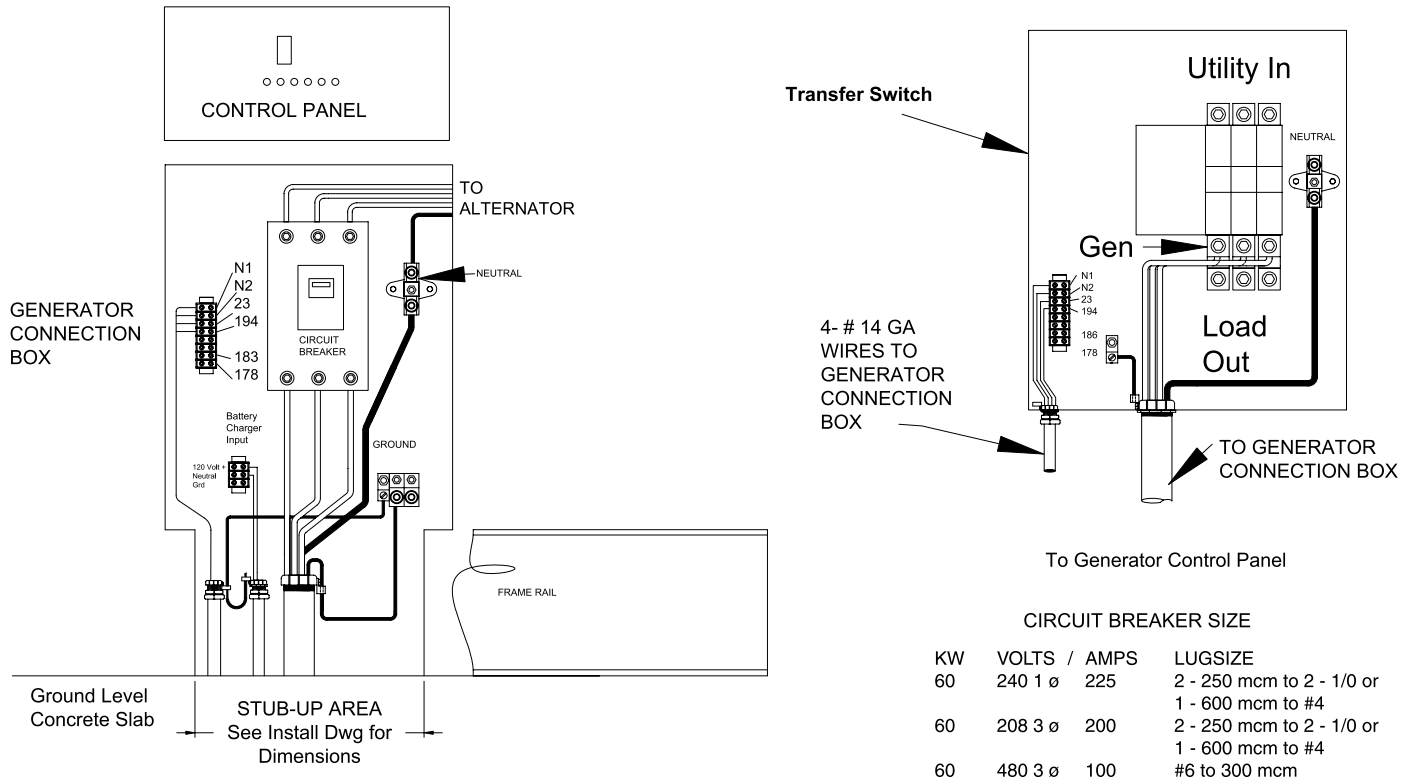 CONTROL PANEL
TO
ALTERNATOR
NEUTRAL
N1
N2
23
194
183
178
GENERATOR
CONNECTION
BOX
CIRCUIT
BREAKER
Battery
Charger
Input
120 Volt +
Neutral
Grd
GROUND
FRAME RAIL
Ground Level
Concrete Slab
STUB-UP AREA
See Install Dwg for
Dimensions
Transfer Switch
Utility In
NEUTRAL
Gen
N1
N2
23
194
186
178
Load
Out
4- # 14 GA
WIRES TO
GENERATOR
CONNECTION
BOX
TO GENERATOR
CONNECTION BOX
To Generator Control Panel
CIRCUIT BREAKER SIZE
KW VOLTS / AMPS LUGSIZE
60 240 1 ø 225 2 - 250 mcm to 2 - 1/0 or
1 - 600 mcm to #4
60 208 3 ø 200 2 - 250 mcm to 2 - 1/0 or
1 - 600 mcm to #4
60 480 3 ø 100 #6 to 300 mcm